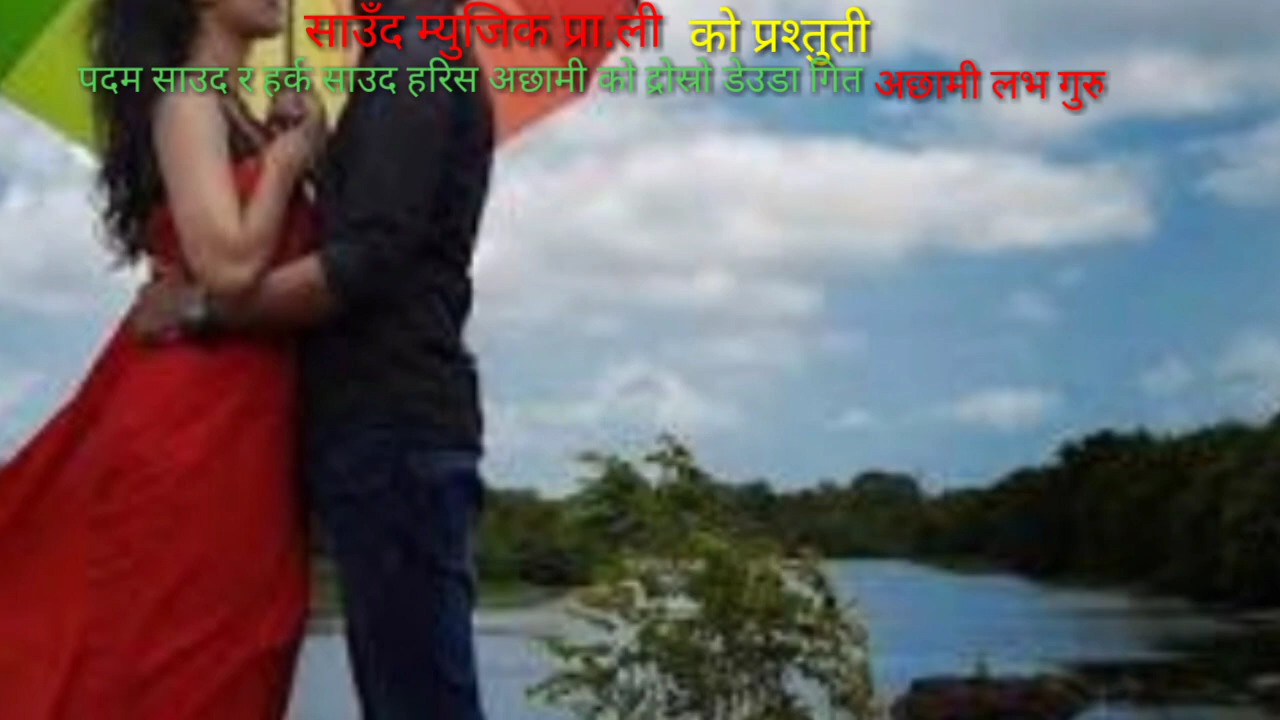 साउँद म्युजिक प्रा.ली को प्रश्तुती
पदम साउद र हर्क साउद हरिस अछामी को द्रोस्रो डेउडा गित अछामी लभ गुरु